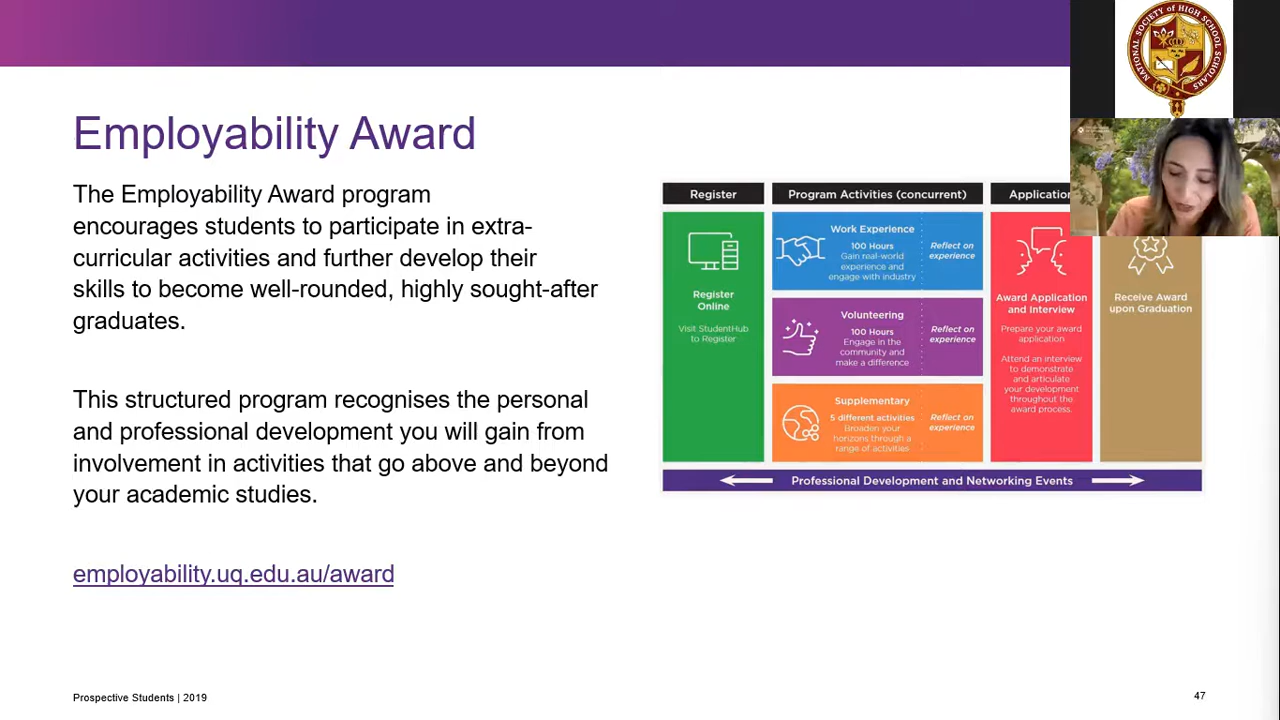 NATIONAL SOCIETY of HIGH SCHOOL SCHOLARS
Employability Award
The Employability Award program
encourages students to participate in extra-
curricular activities and further develop their
skills to become well-rounded, highly sought-after
graduates.
This structured program recognises the personal
and professional development you will gain from
involvement in activities that go above and beyond
your academic studies.
employability.uq.edu.au/award
Register
Register
Online
Visit StudentHub
to Register
Program Activities (concurrent)
Work Experience
100 Hours
Gain real-world
experience and
engage with industry
Reflect on
experience
Volunteering
100 Hours
Engage in the
community and
make a difference
Reflect on
experience
Supplementary
5 different activities
Broaden your
horizons through a
range of activities
Reflect on
experience
Application
Award Application
and Interview
Prepare your award
application
Attend an interview
to demonstrate
and articulate
your development
throughout the
award process.
Receive Award
upon Graduation
Professional Development and Networking Events
Prospective Students | 2019
47